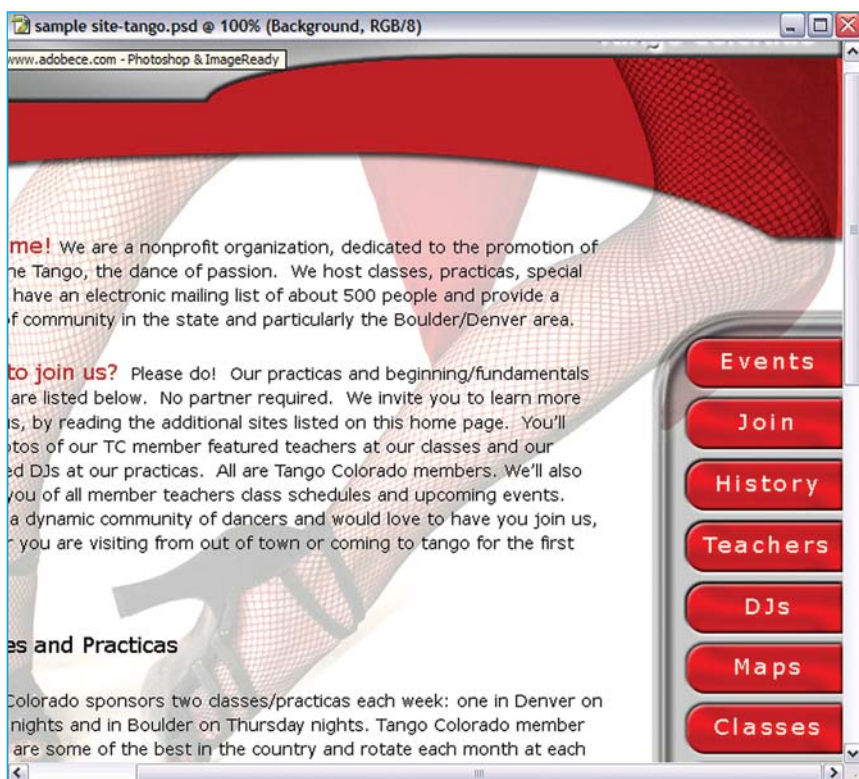 sample site-tango.psd @ 100% (Background, RGB/8)
www.adobece.com - Photoshop & ImageReady
me! We are a nonprofit organization, dedicated to the promotion of
he Tango, the dance of passion. We host classes, practicas, special
have an electronic mailing list of about 500 people and provide a
of community in the state and particularly the Boulder/Denver area.
to join us? Please do! Our practicas and beginning/fundamentals
are listed below. No partner required. We invite you to learn more
us, by reading the additional sites listed on this home page. You'll
otos of our TC member featured teachers at our classes and our
ed DJs at our practicas. All are Tango Colorado members. We'll also
you of all member teachers class schedules and upcoming events.
a dynamic community of dancers and would love to have you join us,
r you are visiting from out of town or coming to tango for the first
es and Practicas
Colorado sponsors two classes/practicas each week: one in Denver on
nights and in Boulder on Thursday nights. Tango Colorado member
are some of the best in the country and rotate each month at each
Events
Join
History
Teachers
DJs
Maps
Classes